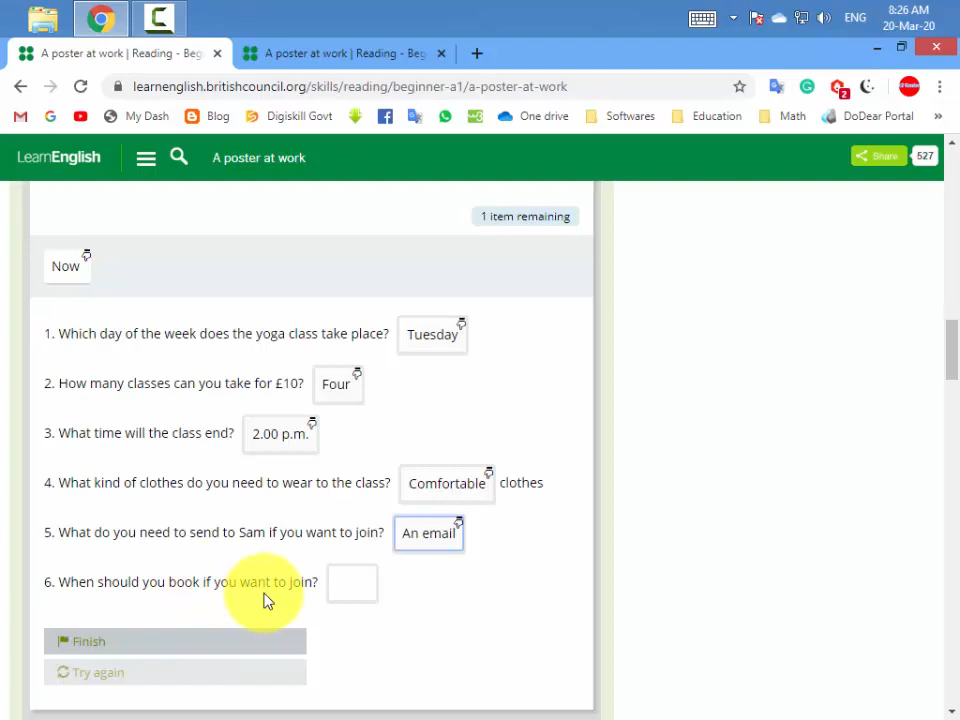 8:26 AM
ENG
20-Mar-20
A poster at work | Reading - Beg
A poster at work | Reading - Beg
learnenglish.britishcouncil.org/skills/reading/beginner-a1/a-poster-at-work
2
My Dash
Blog
Digiskill Govt
One drive
Softwares
Education
Math
DoDear Portal
»
LearnEnglish
A poster at work
Share
527
1 item remaining
Now
1. Which day of the week does the yoga class take place? Tuesday
2. How many classes can you take for £10? Four
3. What time will the class end? 2.00 p.m.
4. What kind of clothes do you need to wear to the class? Comfortable clothes
5. What do you need to send to Sam if you want to join? An email
6. When should you book if you want to join?
Finish
Try again